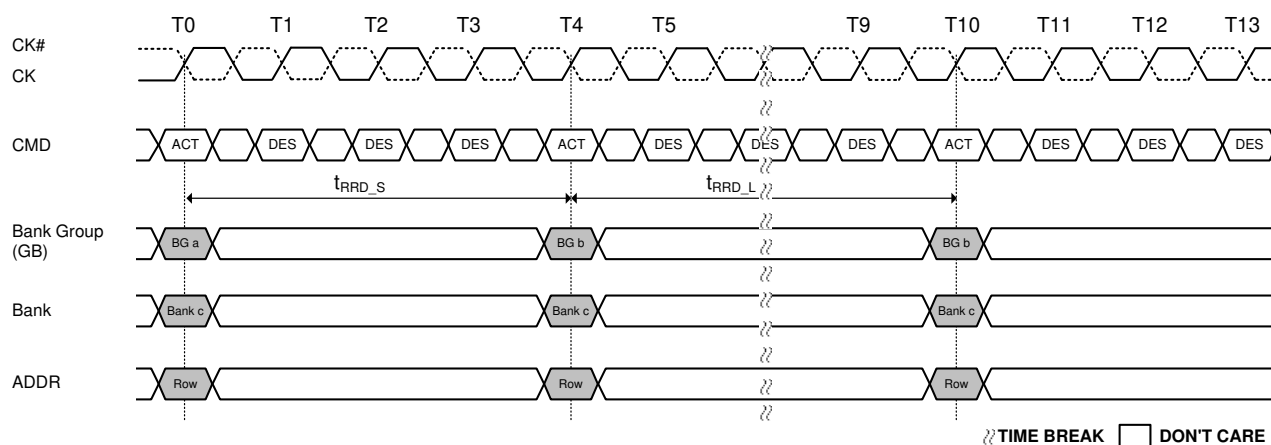 T0 T1 T2 T3 T4 T5 T9 T10 T11 T12 T13
CK#
CK
CMD ACT DES DES DES ACT DES DES DES ACT DES DES DES
tRRD_S tRRD_L
Bank Group
(GB)
BG a BG b BG b
Bank Bank c Bank c Bank c
ADDR Row Row Row
TIME BREAK DON'T CARE